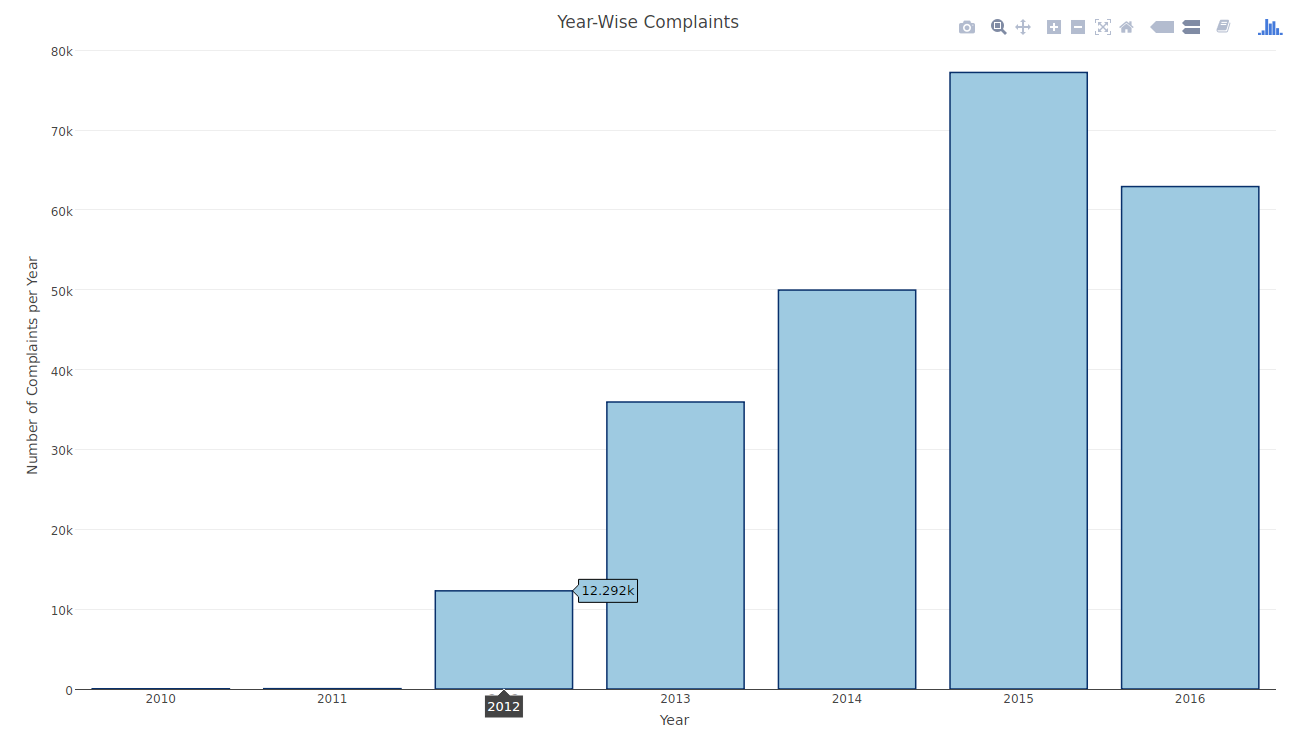 Year-Wise Complaints
80k
70k
60k
50k
40k
30k
20k
10k
0
Number of Complaints per Year
12.292k
2010
2011
2012
2013
2014
2015
2016
Year